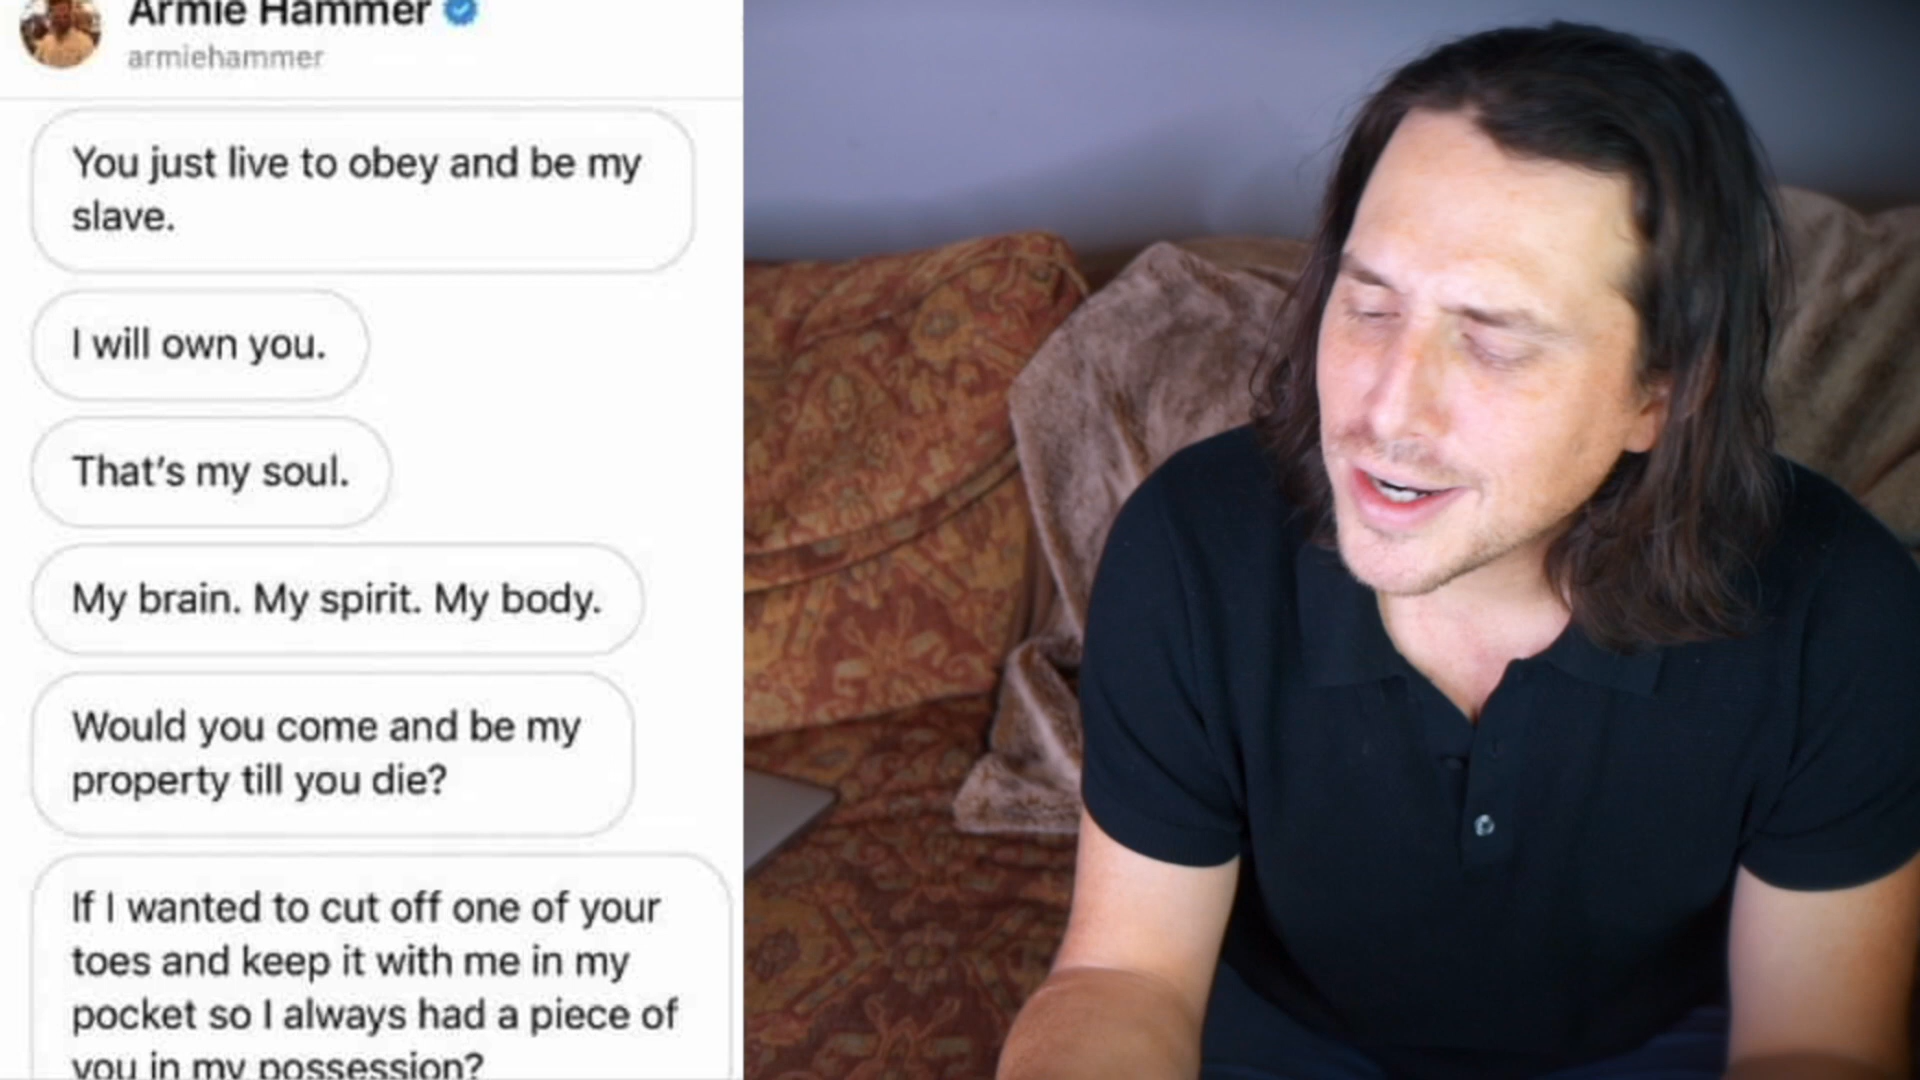 Armie Hammer
armiehammer
You just live to obey and be my
slave.
I will own you.
That's my soul.
My brain. My spirit. My body.
Would you come and be my
property till you die?
If I wanted to cut off one of your
toes and keep it with me in my
pocket so I always had a piece of
you in my possession?